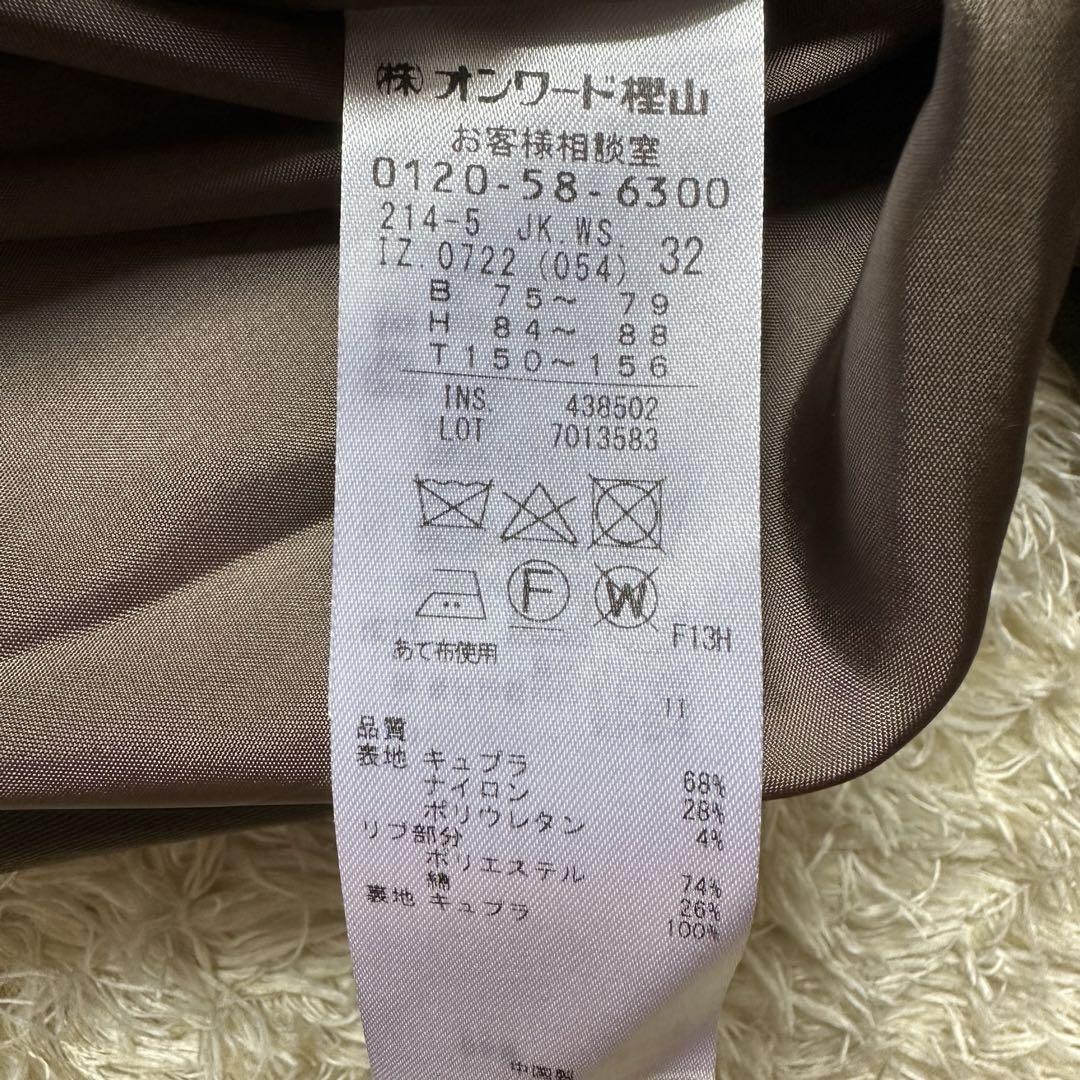 ㈱オンワード樫山
お客様相談室
0120-58-6300
214-5 JK.WS. 32
IZ.0722 (054)
B 75～ 79
H 84～ 88
T150～156
INS. 438502
LOT 7013583
F W F13H
あて布使用
11
品質
表地 キュプラ 68%
ナイロン 28%
ポリウレタン 4%
リブ部分
ポリエステル 74%
綿 26%
裏地 キュプラ 100%
中国製